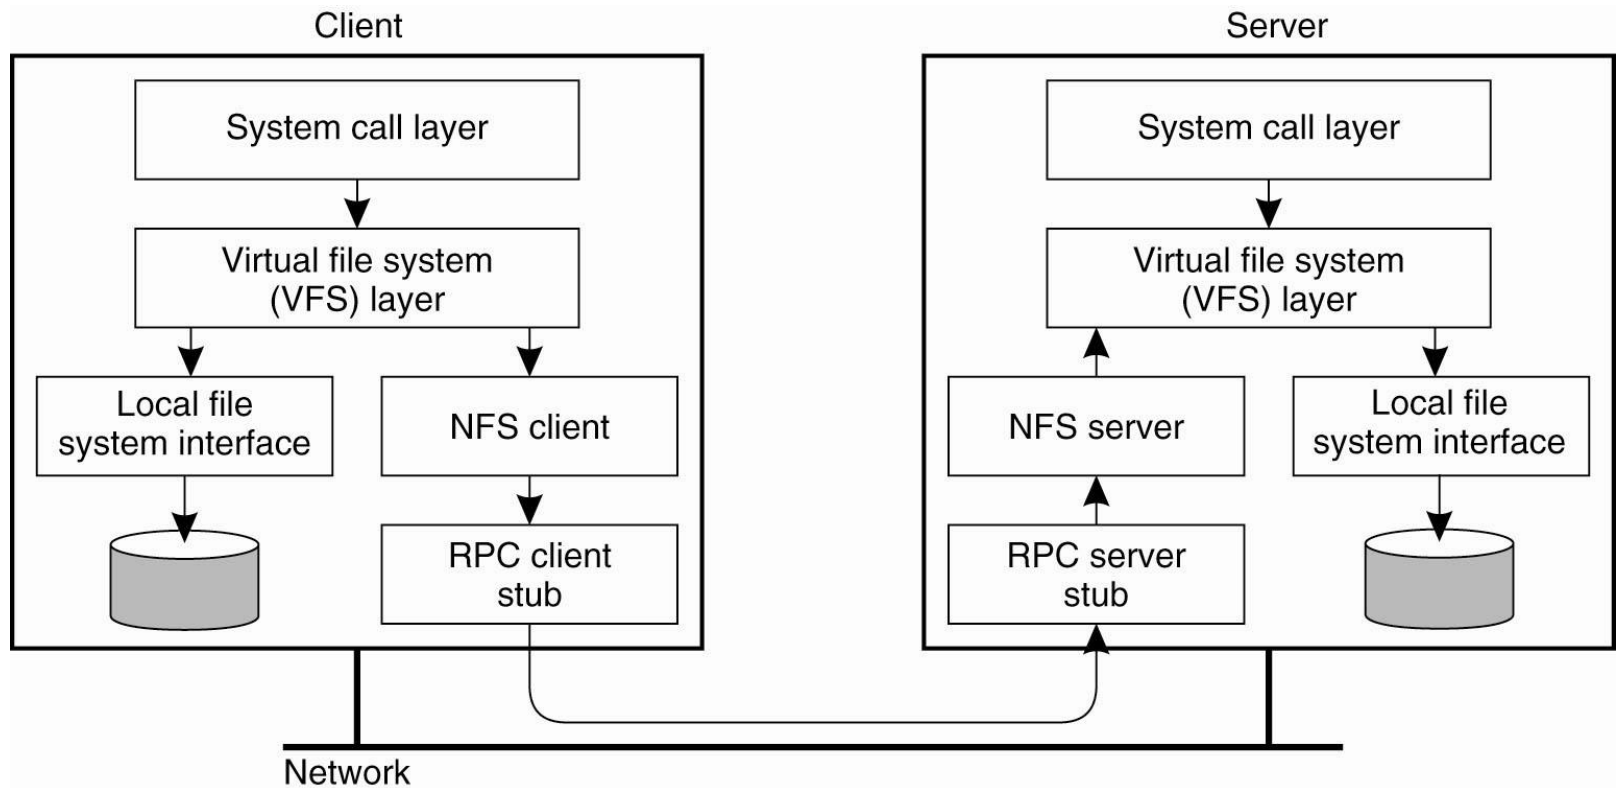 Client
System call layer
Virtual file system
(VFS) layer
Local file
system interface
NFS client
RPC client
stub
Server
System call layer
Virtual file system
(VFS) layer
NFS server
Local file
system interface
RPC server
stub
Network